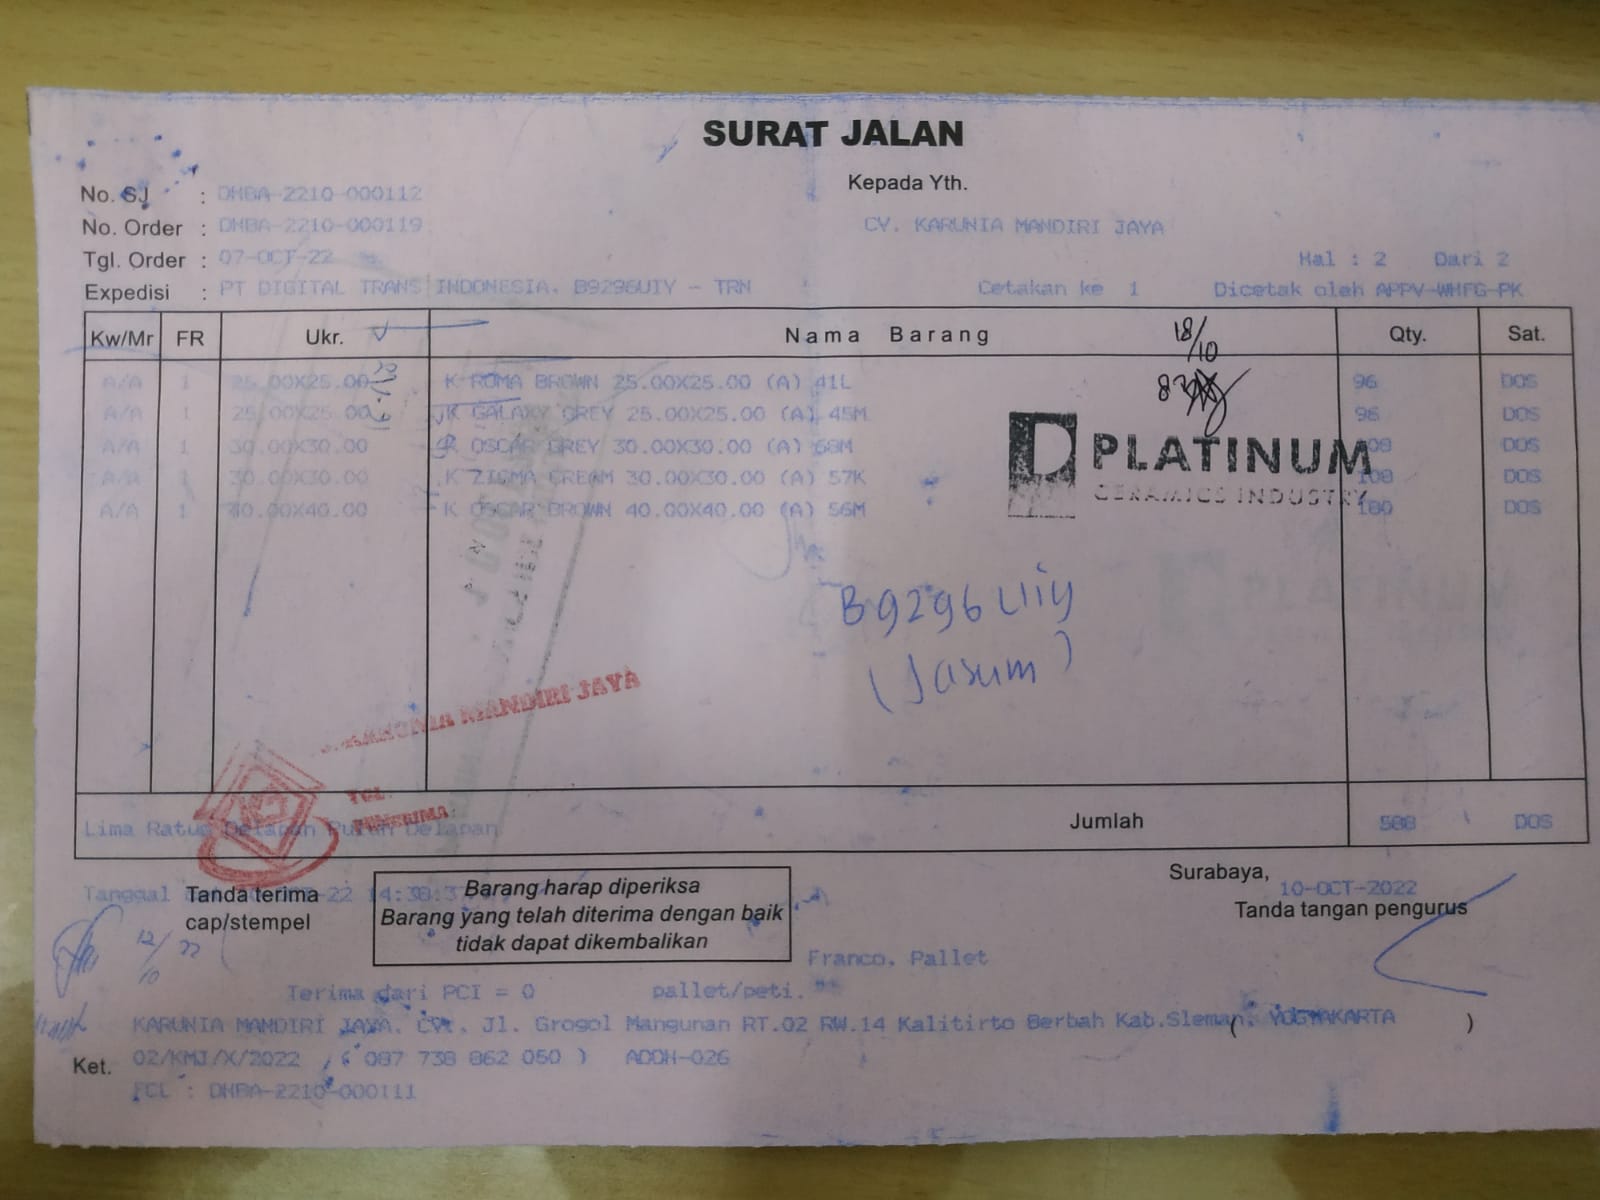 SURAT JALAN
No. SJ : DHBA-2210-000112
Kepada Yth.
No. Order : DHBA-2210-000119
CV. KARUNIA MANDIRI JAYA
Tgl. Order : 07-OCT-22
Hal : 2 Dari 2
Expedisi : PT DIGITAL TRANS INDONESIA. B9296UIY - TRN
Cetakan ke 1 Dicetak oleh APPV-WHFG-PK
Kw/Mr FR Ukr. Nama Barang Qty. Sat.
18/10
A/A 1 25.00X25.00 K ROMA BROWN 25.00X25.00 (A) 41L 96 DOS
A/A 1 25.00X25.00 K GALAXY GREY 25.00X25.00 (A) 45M 96 DOS
A/A 1 30.00X30.00 K OSCAR GREY 30.00X30.00 (A) 68M 108 DOS
A/A 1 30.00X30.00 K ZIGMA CREAM 30.00X30.00 (A) 57K 108 DOS
A/A 1 40.00X40.00 K OSCAR BROWN 40.00X40.00 (A) 56M 180 DOS
PLATINUM
CERAMICS INDUSTRY
B9296 Uiy
(Jasum)
KARUNIA MANDIRI JAYA
TGL.
PENERIMA
Lima Ratus Delapan Puluh Delapan
Jumlah 588 DOS
Tanggal
Tanda terima
cap/stempel
12/10 22
Barang harap diperiksa
Barang yang telah diterima dengan baik
tidak dapat dikembalikan
Surabaya,
10-OCT-2022
Tanda tangan pengurus
Franco. Pallet
Terima dari PCI = 0 pallet/peti.
KARUNIA MANDIRI JAYA. CV. Jl. Grogol Mangunan RT.02 RW.14 Kalitirto Berbah Kab.Sleman. YOGYAKARTA
( )
Ket. 02/KMJ/X/2022 ( 087 738 862 050 ) ADDH-026
FCL : DHBA-2210-000111